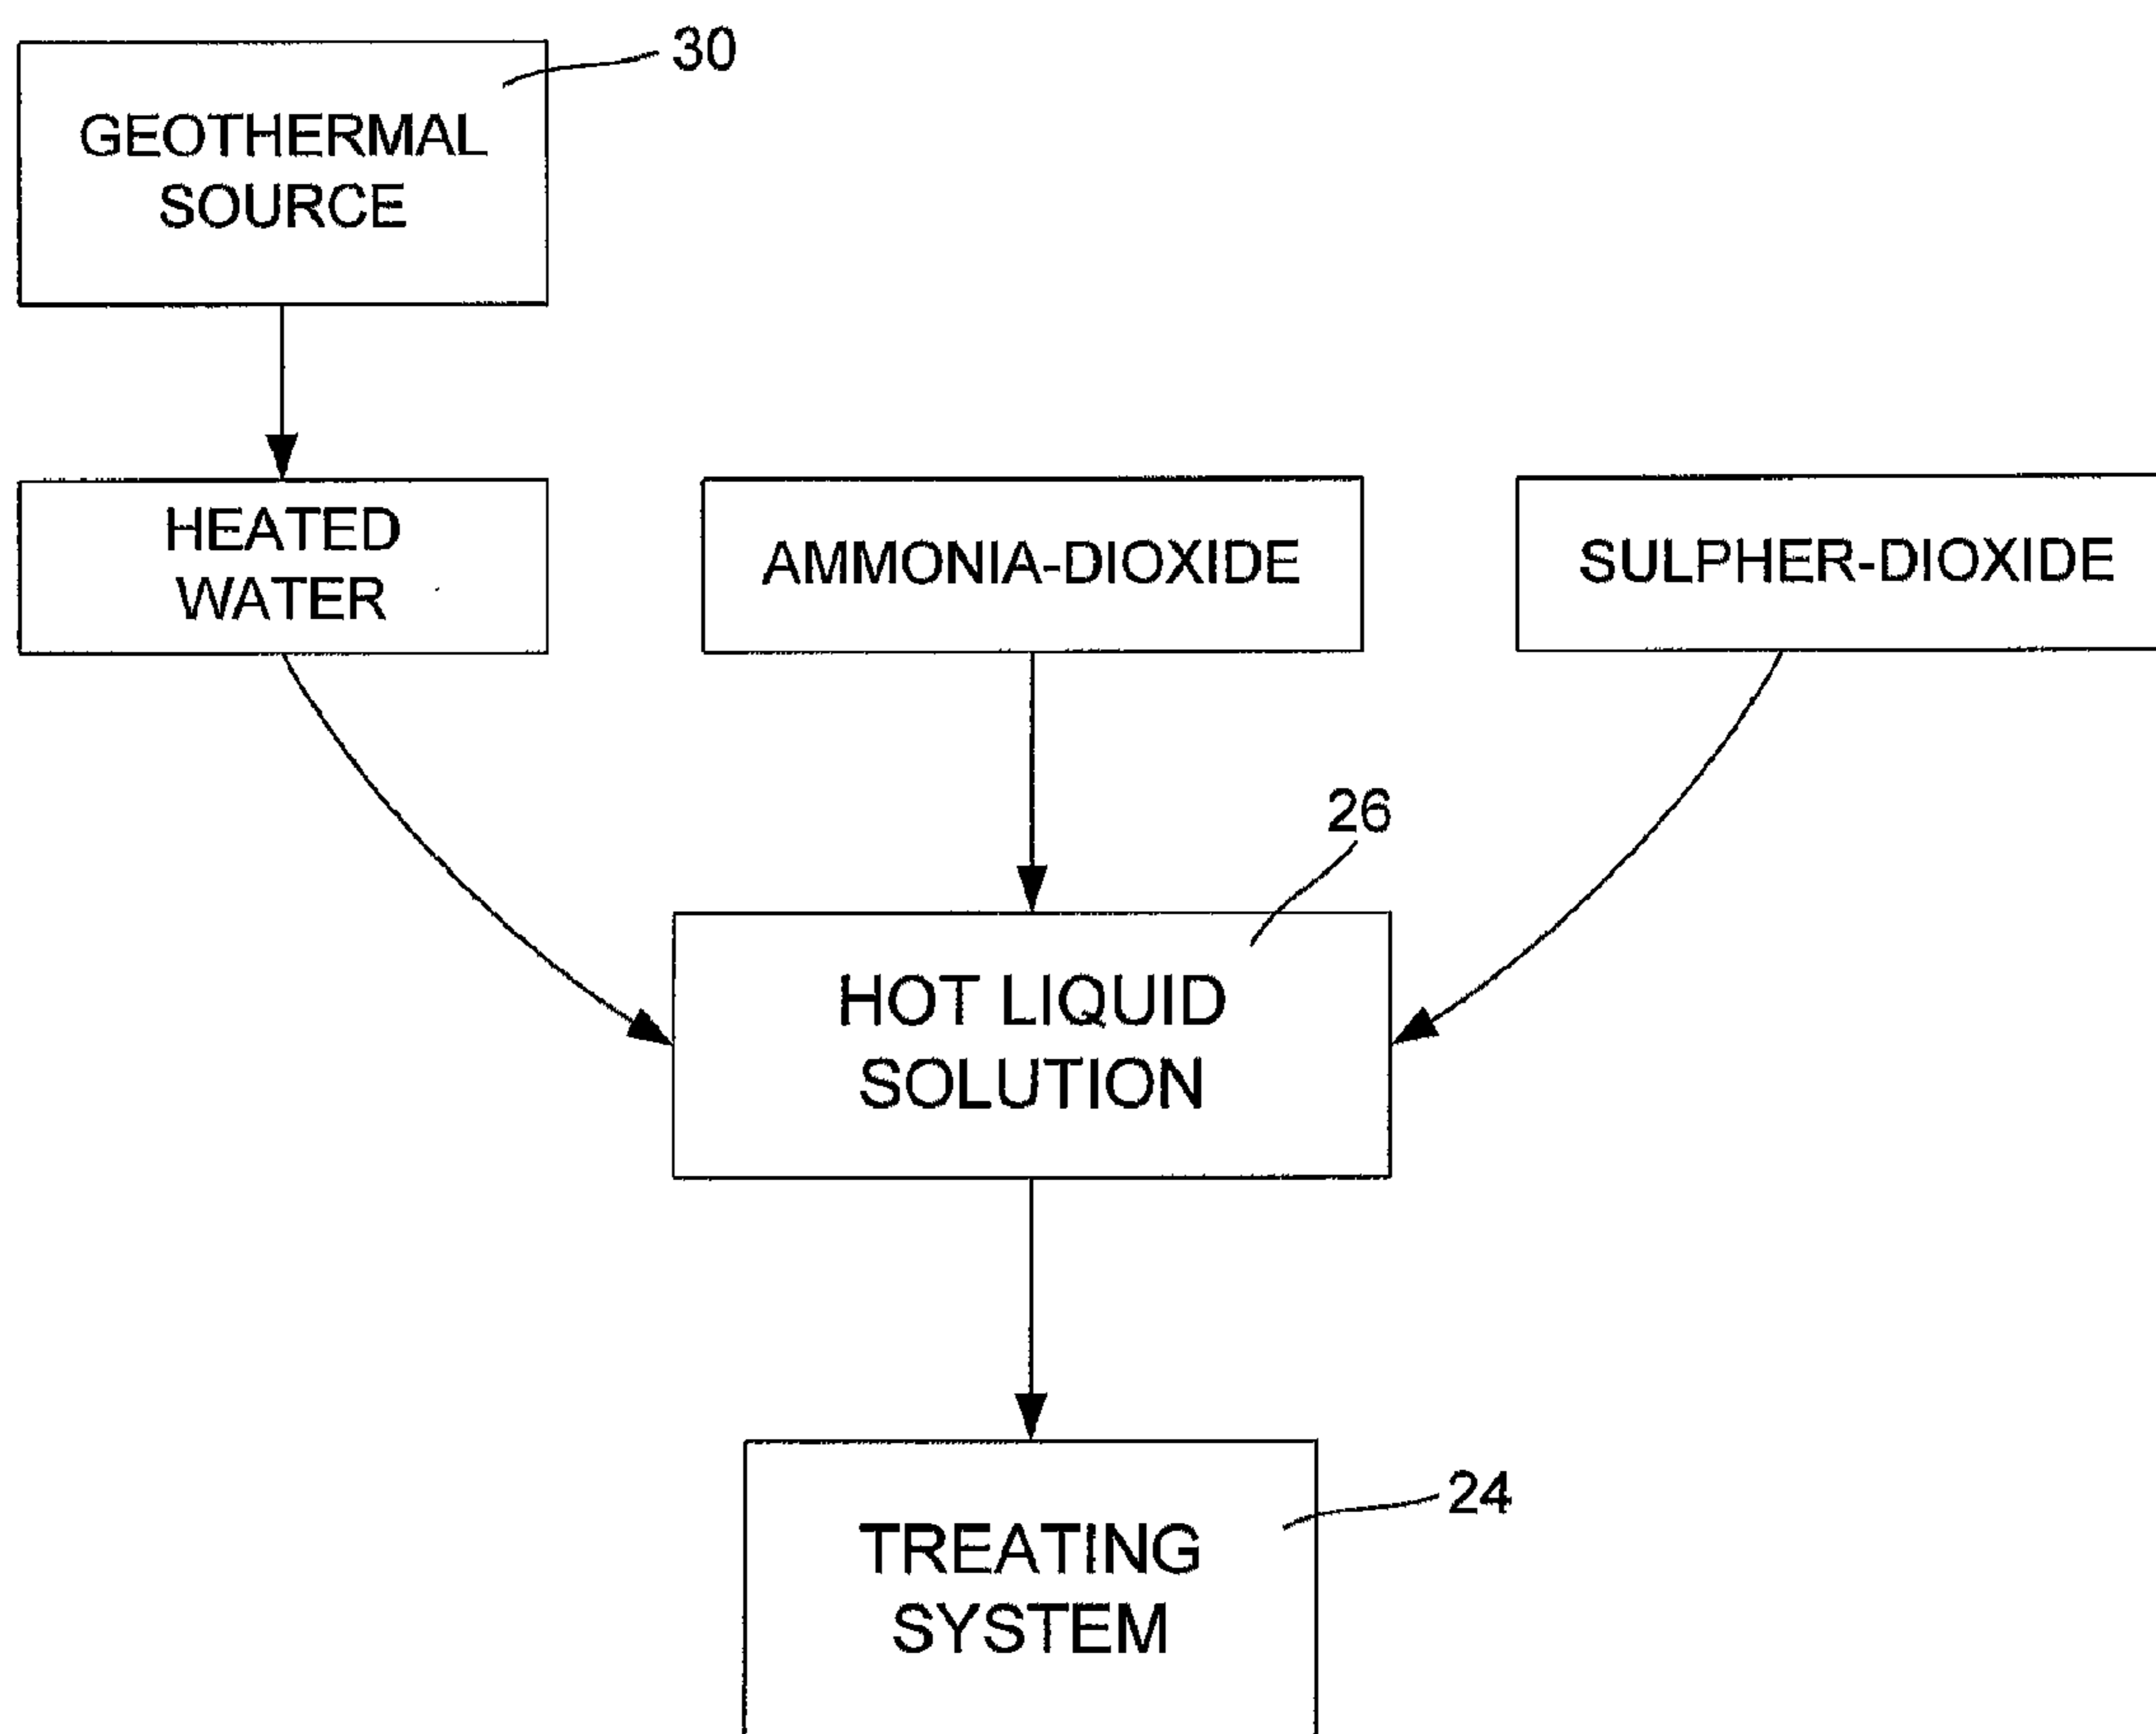 30
GEOTHERMAL
SOURCE
HEATED
WATER
AMMONIA-DIOXIDE
SULPHER-DIOXIDE
26
HOT LIQUID
SOLUTION
24
TREATING
SYSTEM